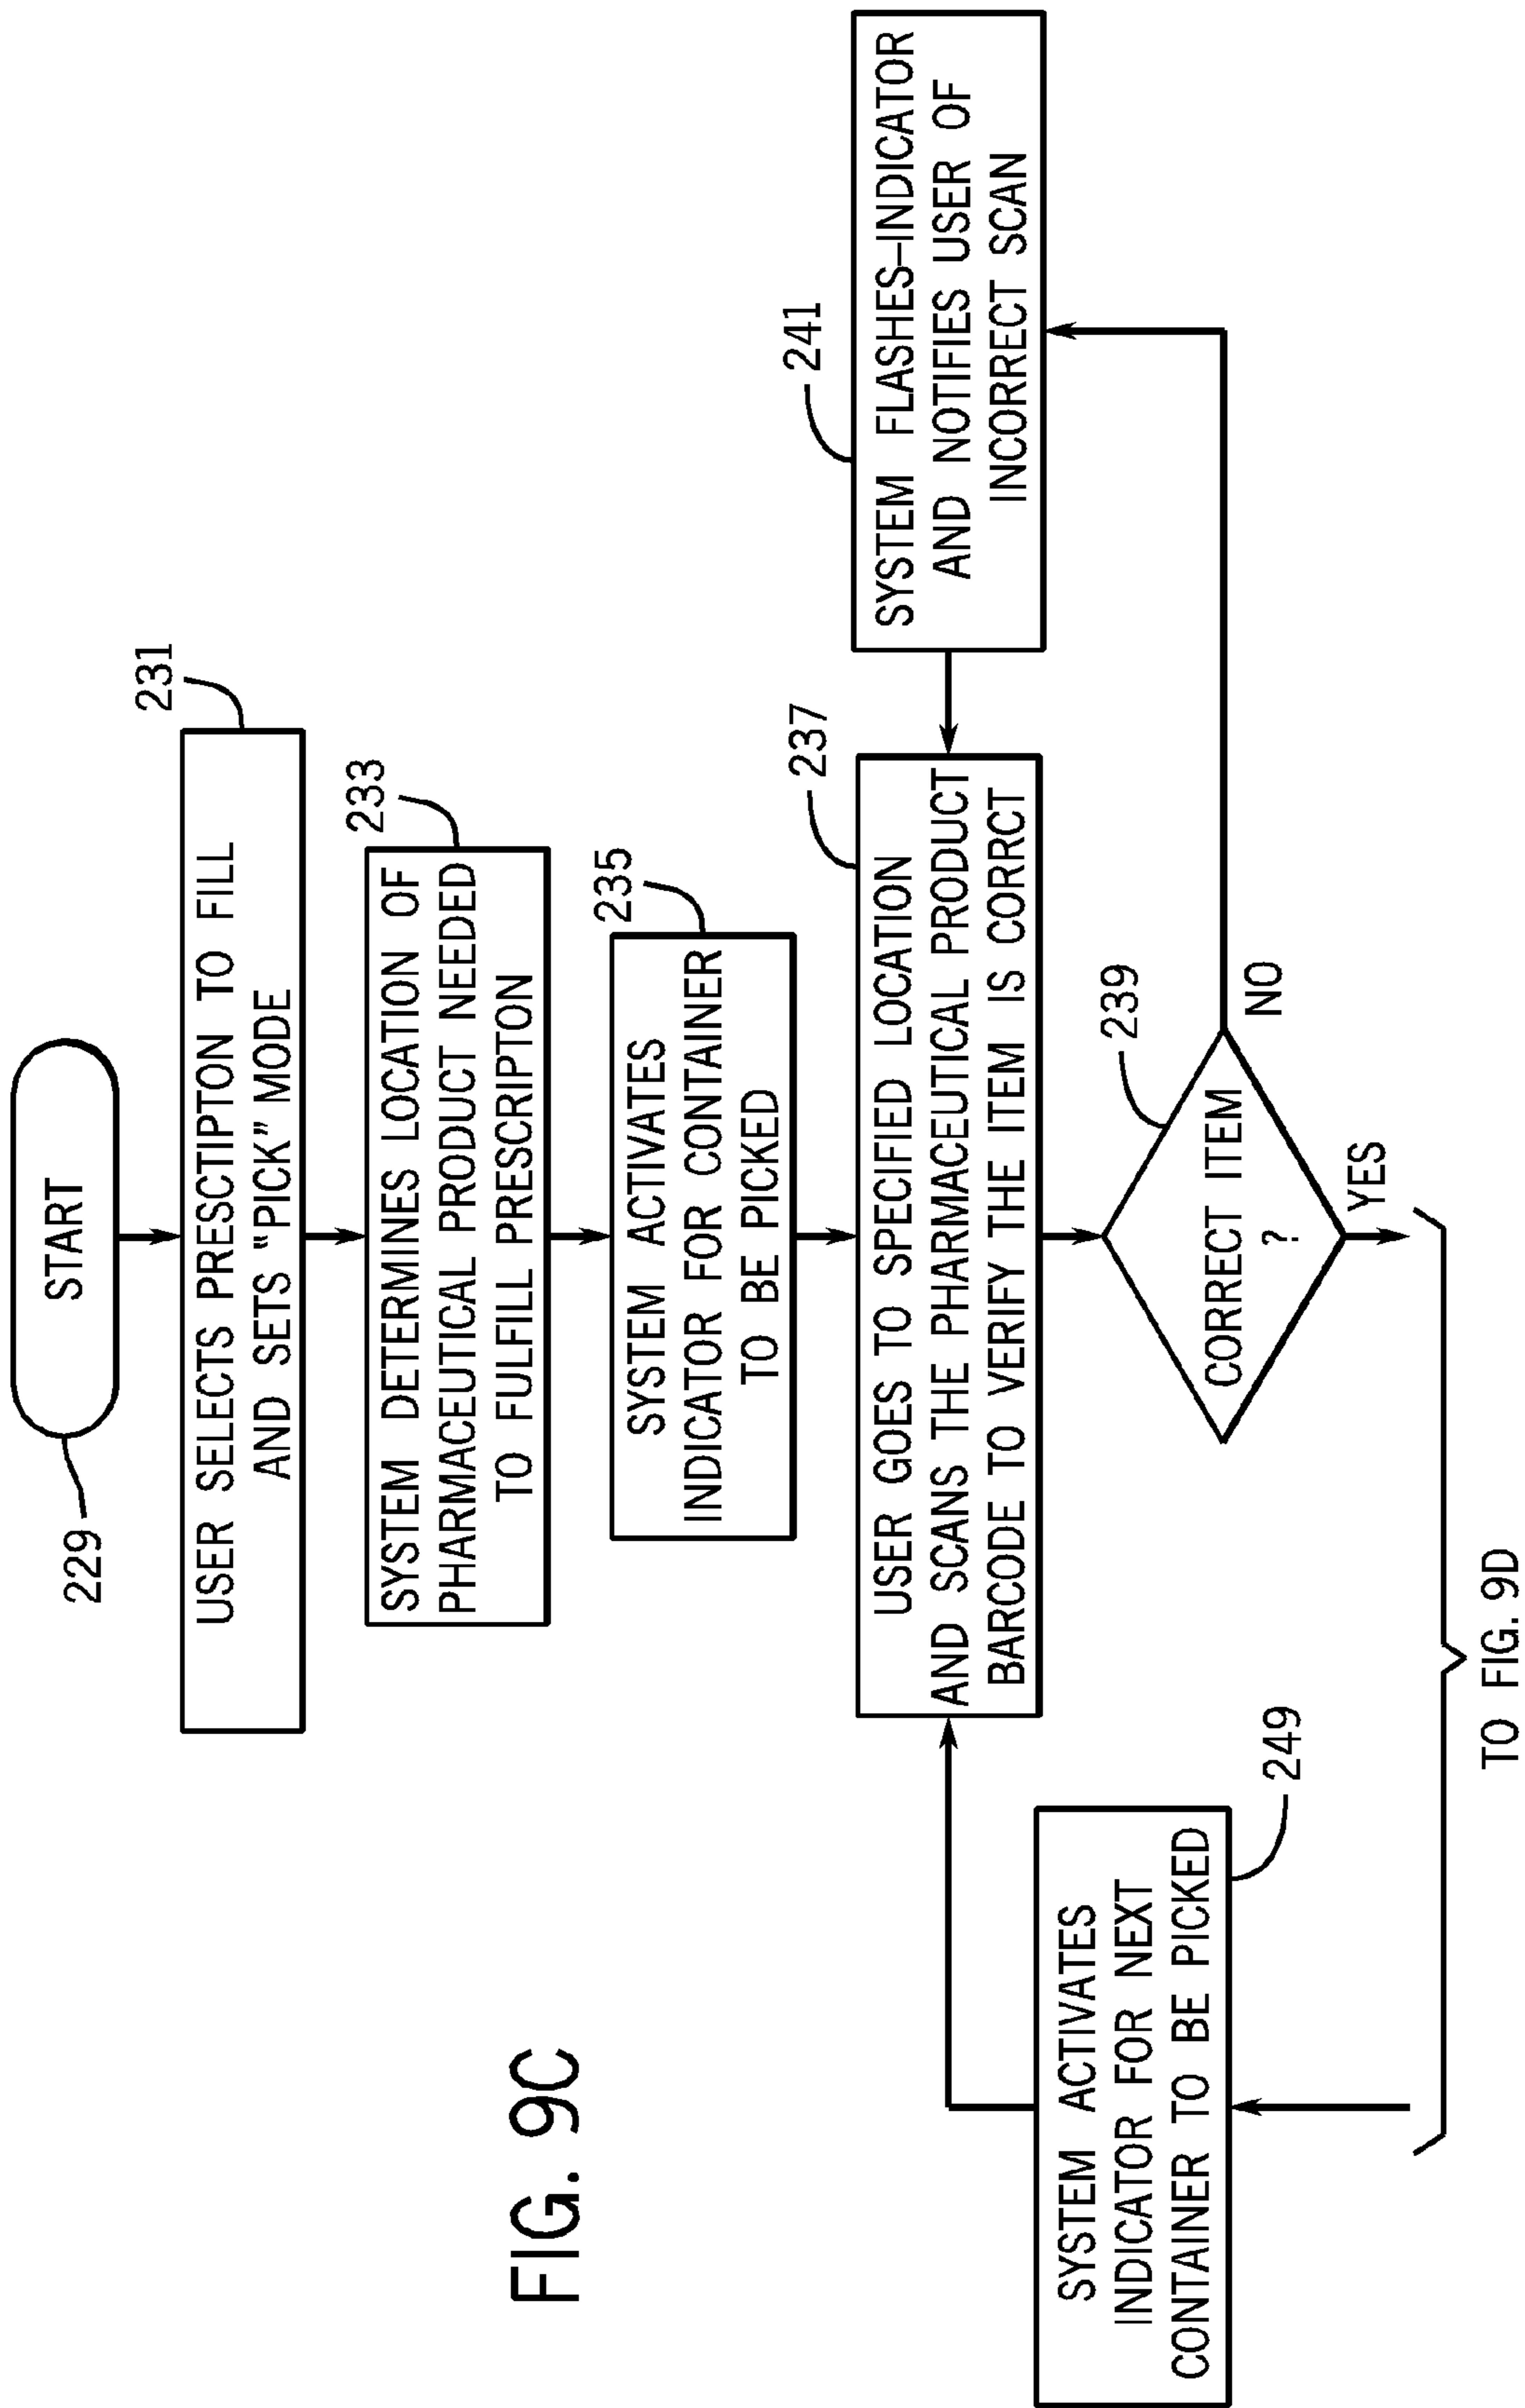 START
229
USER SELECTS PRESCTIPTON TO FILL
AND SETS "PICK" MODE
231
SYSTEM DETERMINES LOCATION OF
PHARMACEUTICAL PRODUCT NEEDED
TO FULFILL PRESCRIPTON
233
SYSTEM ACTIVATES
INDICATOR FOR CONTAINER
TO BE PICKED
235
USER GOES TO SPECIFIED LOCATION
AND SCANS THE PHARMACEUTICAL PRODUCT
BARCODE TO VERIFY THE ITEM IS CORRCT
237
SYSTEM FLASHES-INDICATOR
AND NOTIFIES USER OF
INCORRECT SCAN
241
CORRECT ITEM
?
239
NO
YES
SYSTEM ACTIVATES
INDICATOR FOR NEXT
CONTAINER TO BE PICKED
249
TO FIG. 9D
FIG. 9C